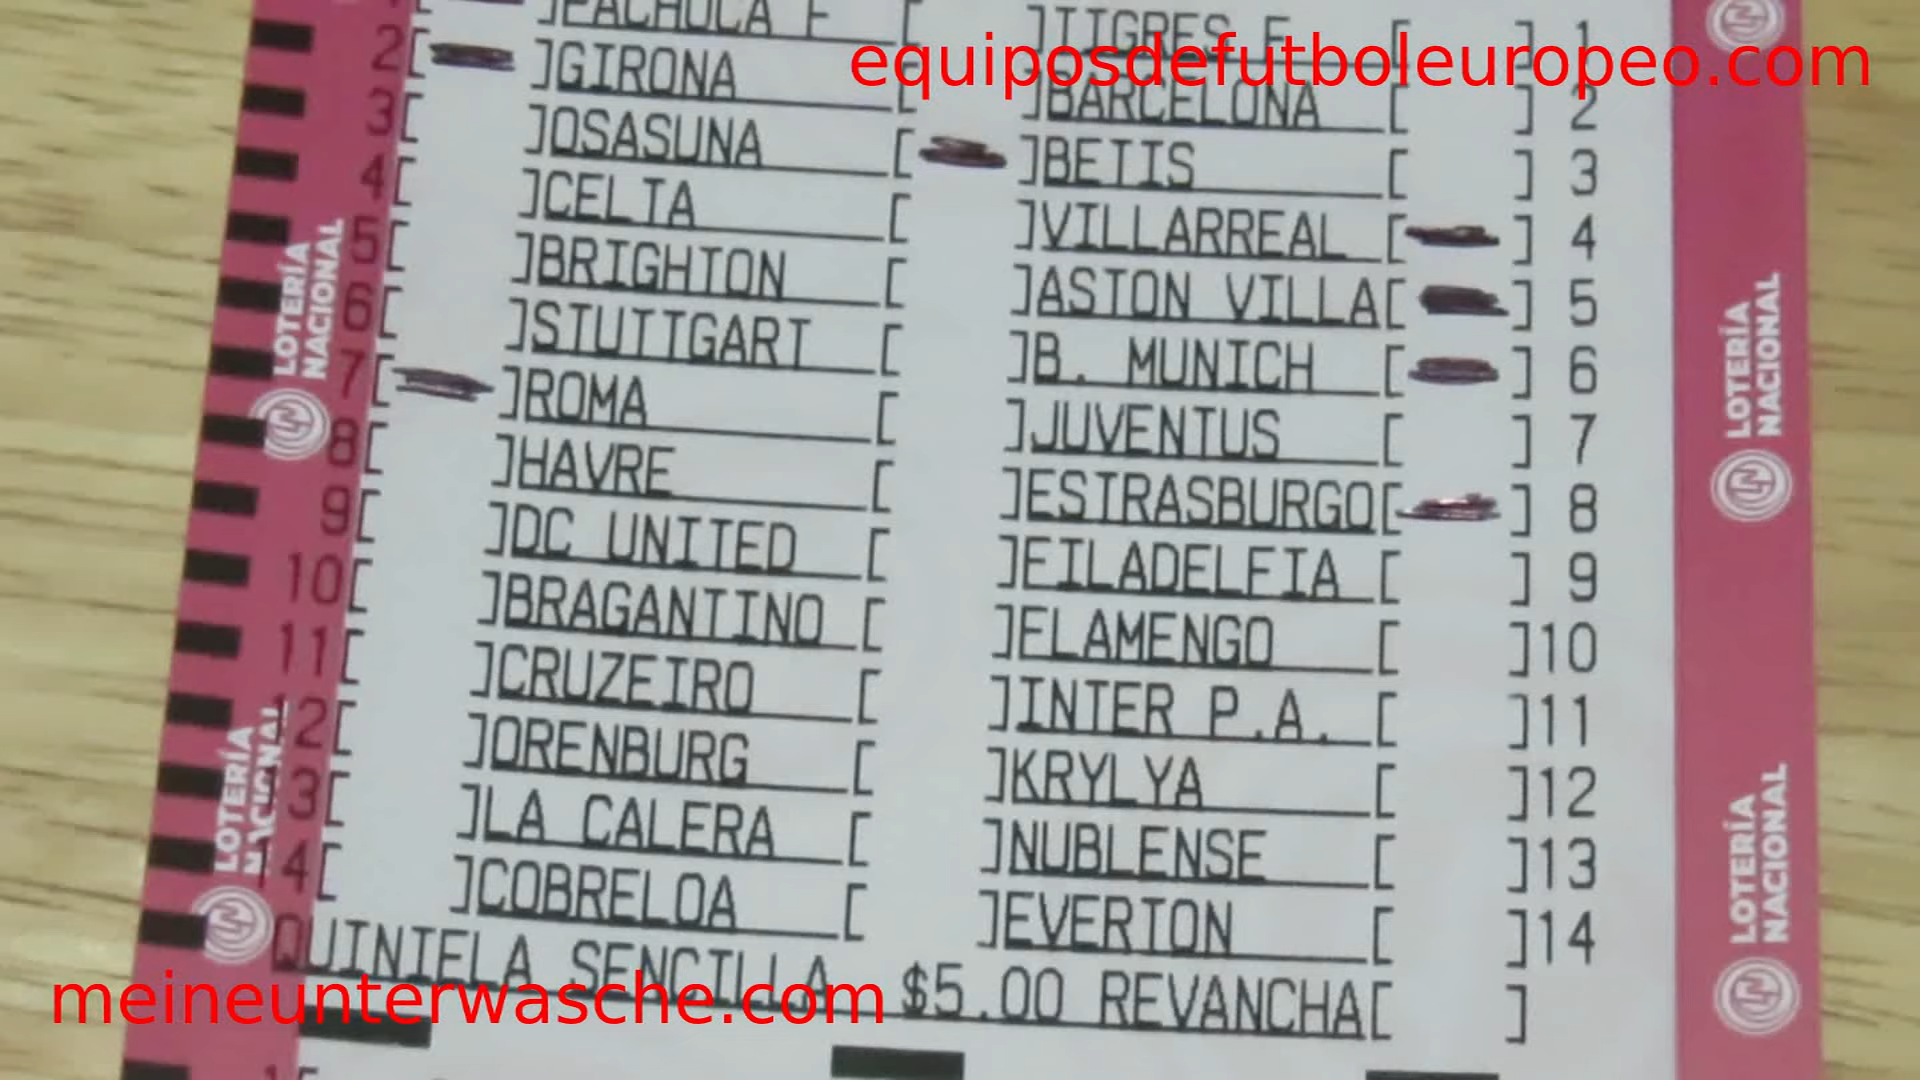 ]PACHUCA F [ ]TIGRES F [ ] 1
equiposdefutboleuropeo.com
2[ ]GIRONA [ ]BARCELONA [ ] 2
3[ ]OSASUNA [ ]BETIS [ ] 3
4[ ]CELTA [ ]VILLARREAL [ ] 4
5[ ]BRIGHTON [ ]ASTON VILLA[ ] 5
6[ ]STUTTGART [ ]B. MUNICH [ ] 6
7[ ]ROMA [ ]JUVENTUS [ ] 7
8[ ]HAVRE [ ]ESTRASBURGO[ ] 8
9[ ]DC UNITED [ ]FILADELFIA [ ] 9
10[ ]BRAGANTINO [ ]FLAMENGO [ ]10
11[ ]CRUZEIRO [ ]INTER P.A. [ ]11
12[ ]ORENBURG [ ]KRYLYA [ ]12
13[ ]LA CALERA [ ]NUBLENSE [ ]13
14[ ]COBRELOA [ ]EVERTON [ ]14
QUINIELA SENCILLA $5.00 REVANCHA[ ]
meineunterwasche.com
LOTERÍA
NACIONAL
LOTERÍA
NACIONAL
LOTERÍA
NACIONAL
LOTERÍA
NACIONAL